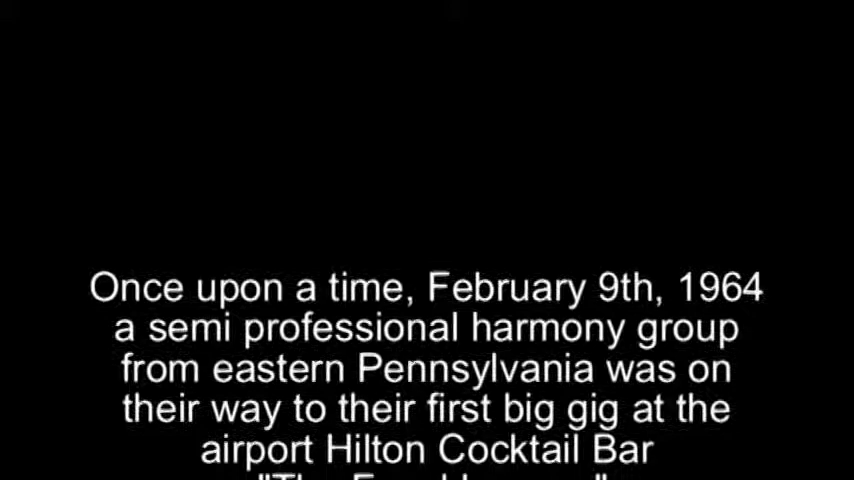 Once upon a time, February 9th, 1964
a semi professional harmony group
from eastern Pennsylvania was on
their way to their first big gig at the
airport Hilton Cocktail Bar